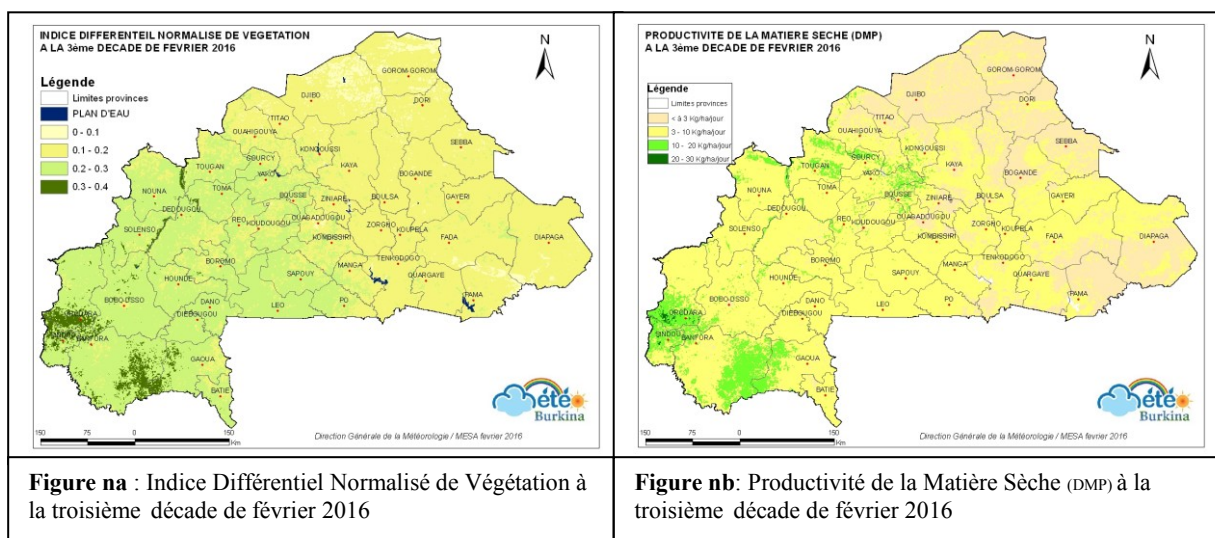 INDICE DIFFERENTEIL NORMALISE DE VEGETATION
A LA 3ème DECADE DE FEVRIER 2016
N
Légende
Limites provinces
PLAN D'EAU
0 - 0.1
0.1 - 0.2
0.2 - 0.3
0.3 - 0.4
GOROM-GOROM
DJIBO
DORI
TITAO
OUAHIGOUYA
SEBBA
KONGOUSSI
TOUGAN
GOURCY
KAYA
YAKO
BOGANDE
NOUNA
TOMA
BOUSSE
BOULSA
GAYERI
ZINIARE
DEDOUGOU
REO
KOUDOUGOU
OUAGADOUGOU
ZORGHO
KOUPELA
FADA
DIAPAGA
SOLENSO
KOMBISSIRI
TENKODOGO
BOROMO
MANGA
OUARGAYE
HOUNDE
SAPOUY
PAMA
BOBO-D'SSO
DANO
LEO
PO
DIEBOUGOU
BANFORA
GAOUA
BATIE
été
Burkina
150 75 0 150
Km
Direction Générale de la Météorologie / MESA fevrier 2016
PRODUCTIVITE DE LA MATIERE SECHE (DMP)
A LA 3ème DECADE DE FEVRIER 2016
N
Légende
Limites provinces
< à 3 Kg/ha/jour
3 - 10 Kg/ha/jour
10 - 20 Kg/ha/jour
20 - 30 Kg/ha/jour
GOROM-GOROM
DJIBO
DORI
TITAO
OUAHIGOUYA
SEBBA
KONGOUSSI
TOUGAN
GOURCY
KAYA
YAKO
BOGANDE
NOUNA
TOMA
BOUSSE
BOULSA
GAYERI
ZINIARE
DEDOUGOU
REO
KOUDOUGOU
OUAGADOUGOU
ZORGHO
KOUPELA
FADA
DIAPAGA
SOLENSO
KOMBISSIRI
TENKODOGO
BOROMO
MANGA
OUARGAYE
HOUNDE
SAPOUY
PAMA
BOBO-D'SSO
DANO
LEO
PO
ORODARA
DIEBOUGOU
SINDOU
BANFORA
GAOUA
BATIE
été
Burkina
150 75 0 150
Km
Direction Générale de la Météorologie / MESA fevrier 2016
Figure na : Indice Différentiel Normalisé de Végétation à
la troisième décade de février 2016
Figure nb: Productivité de la Matière Sèche (DMP) à la
troisième décade de février 2016